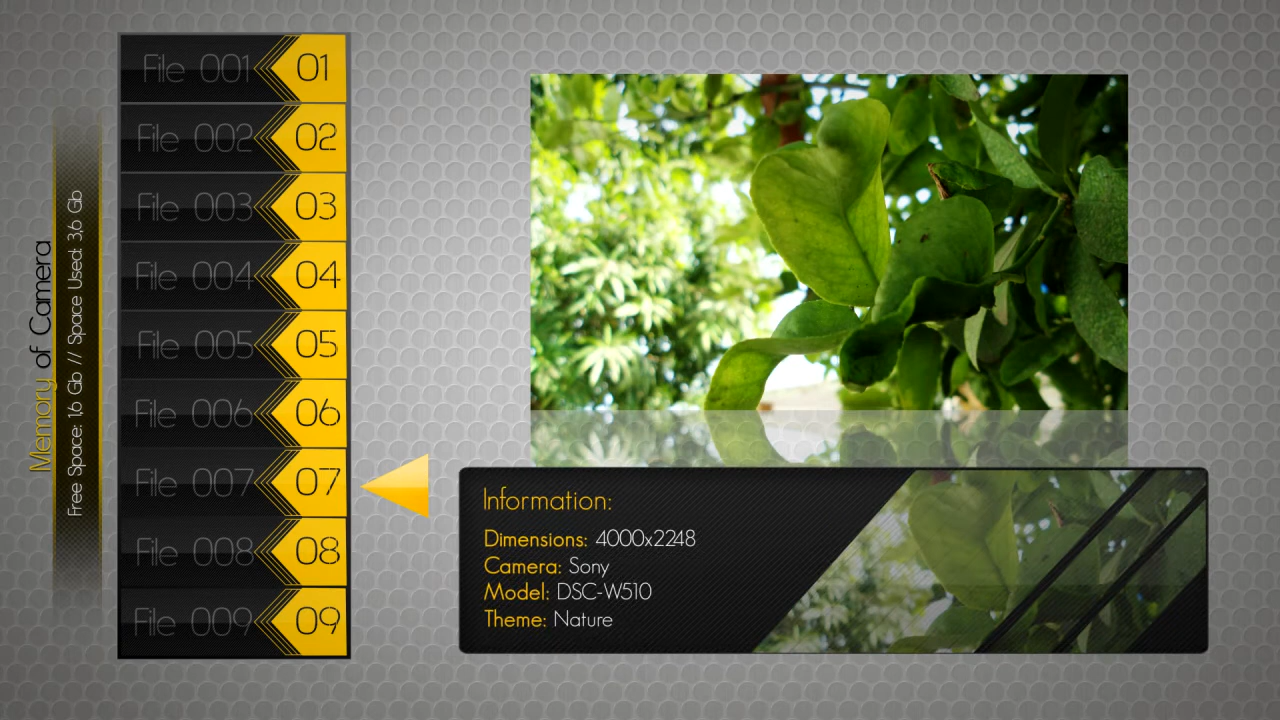 Memory of Camera
Free Space: 1.6 Gb // Space Used: 3.6 Gb
File 001 01
File 002 02
File 003 03
File 004 04
File 005 05
File 006 06
File 007 07
File 008 08
File 009 09
Information:
Dimensions: 4000x2248
Camera: Sony
Model: DSC-W510
Theme: Nature